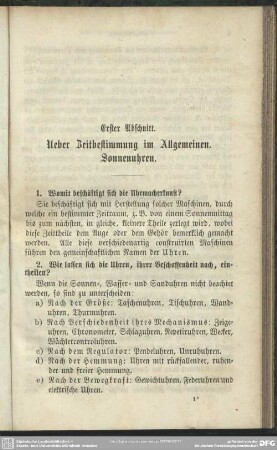 Erster Abschnitt.
Ueber Zeitbestimmung im Allgemeinen.
Sonnenuhren.
1. Womit beschäftigt sich die Uhrmacherkunst?
Sie beschäftigt sich mit Herstellung solcher Maschinen, durch
welche ein bestimmter Zeitraum, z. B. von einem Sonnenmittag
bis zum nächsten, in gleiche, kleinere Theile zerlegt wird, wobei
diese Zeittheile dem Auge oder dem Gehör bemerklich gemacht
werden. Alle diese verschiedenartig construirten Maschinen
führen den gemeinschaftlichen Namen der Uhren.
2. Wie lassen sich die Uhren, ihrer Beschaffenheit nach, ein-
theilen?
Wenn die Sonnen-, Wasser- und Sanduhren nicht beachtet
werden, so sind zu unterscheiden:
a) Nach der Größe: Taschenuhren, Tischuhren, Wand-
uhren, Thurmuhren.
b) Nach Verschiedenheit ihres Mechanismus: Zeige-
uhren, Chronometer, Schlaguhren, Repetiruhren, Wecker,
Wächtercontroluhren.
c) Nach dem Regulator: Pendeluhren, Unruhuhren.
d) Nach der Hemmung: Uhren mit rückfallender, ruhen-
der und freier Hemmung.
e) Nach der Bewegkraft: Gewichtuhren, Federuhren und
elektrische Uhren.
1*
DFG